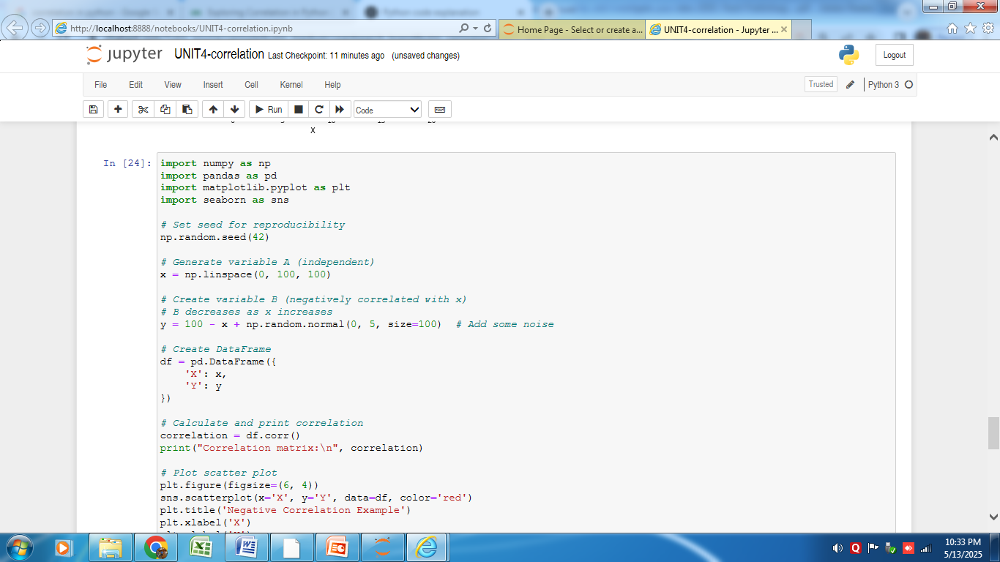 http://localhost:8888/notebooks/UNIT4-correlation.ipynb
Home Page - Select or create a...
UNIT4-correlation - Jupyter ...
jupyter UNIT4-correlation Last Checkpoint: 11 minutes ago (unsaved changes)
Logout
File Edit View Insert Cell Kernel Help
Trusted
Python 3
Run
Code
X
In [24]:
import numpy as np
import pandas as pd
import matplotlib.pyplot as plt
import seaborn as sns
# Set seed for reproducibility
np.random.seed(42)
# Generate variable A (independent)
x = np.linspace(0, 100, 100)
# Create variable B (negatively correlated with x)
# B decreases as x increases
y = 100 - x + np.random.normal(0, 5, size=100)  # Add some noise
# Create DataFrame
df = pd.DataFrame({
    'X': x,
    'Y': y
})
# Calculate and print correlation
correlation = df.corr()
print("Correlation matrix:\n", correlation)
# Plot scatter plot
plt.figure(figsize=(6, 4))
sns.scatterplot(x='X', y='Y', data=df, color='red')
plt.title('Negative Correlation Example')
plt.xlabel('X')
10:33 PM
5/13/2025